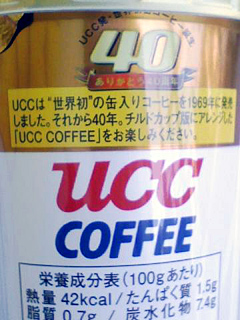 40
ありがとう40周年
UCCは“世界初”の缶入りコーヒーを1969年に発売
しました。それから40年。チルドカップ版にアレンジした
「UCC COFFEE」をお楽しみください。
UCC
COFFEE
栄養成分表(100gあたり)
熱量 42kcal/たんぱく質 1.5g
脂質 0.7g / 炭水化物 7.4g